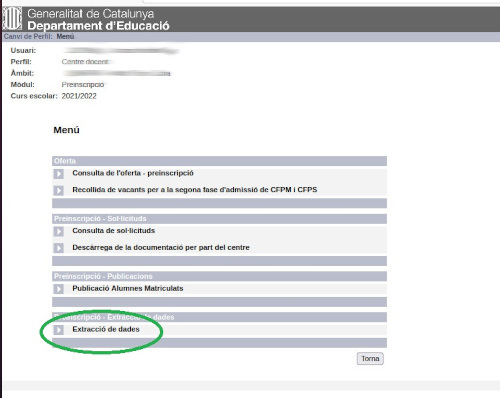 Generalitat de Catalunya
Departament d'Educació
Canvi de Perfil: Menú
Usuari:
Perfil: Centre docent
Àmbit:
Mòdul: Preinscripció
Curs escolar: 2021/2022
Menú
Oferta
Consulta de l'oferta - preinscripció
Recollida de vacants per a la segona fase d'admissió de CFPM i CFPS
Preinscripció - Sol·licituds
Consulta de sol·licituds
Descàrrega de la documentació per part del centre
Preinscripció - Publicacions
Publicació Alumnes Matriculats
Preinscripció - Extracció de dades
Extracció de dades
Torna